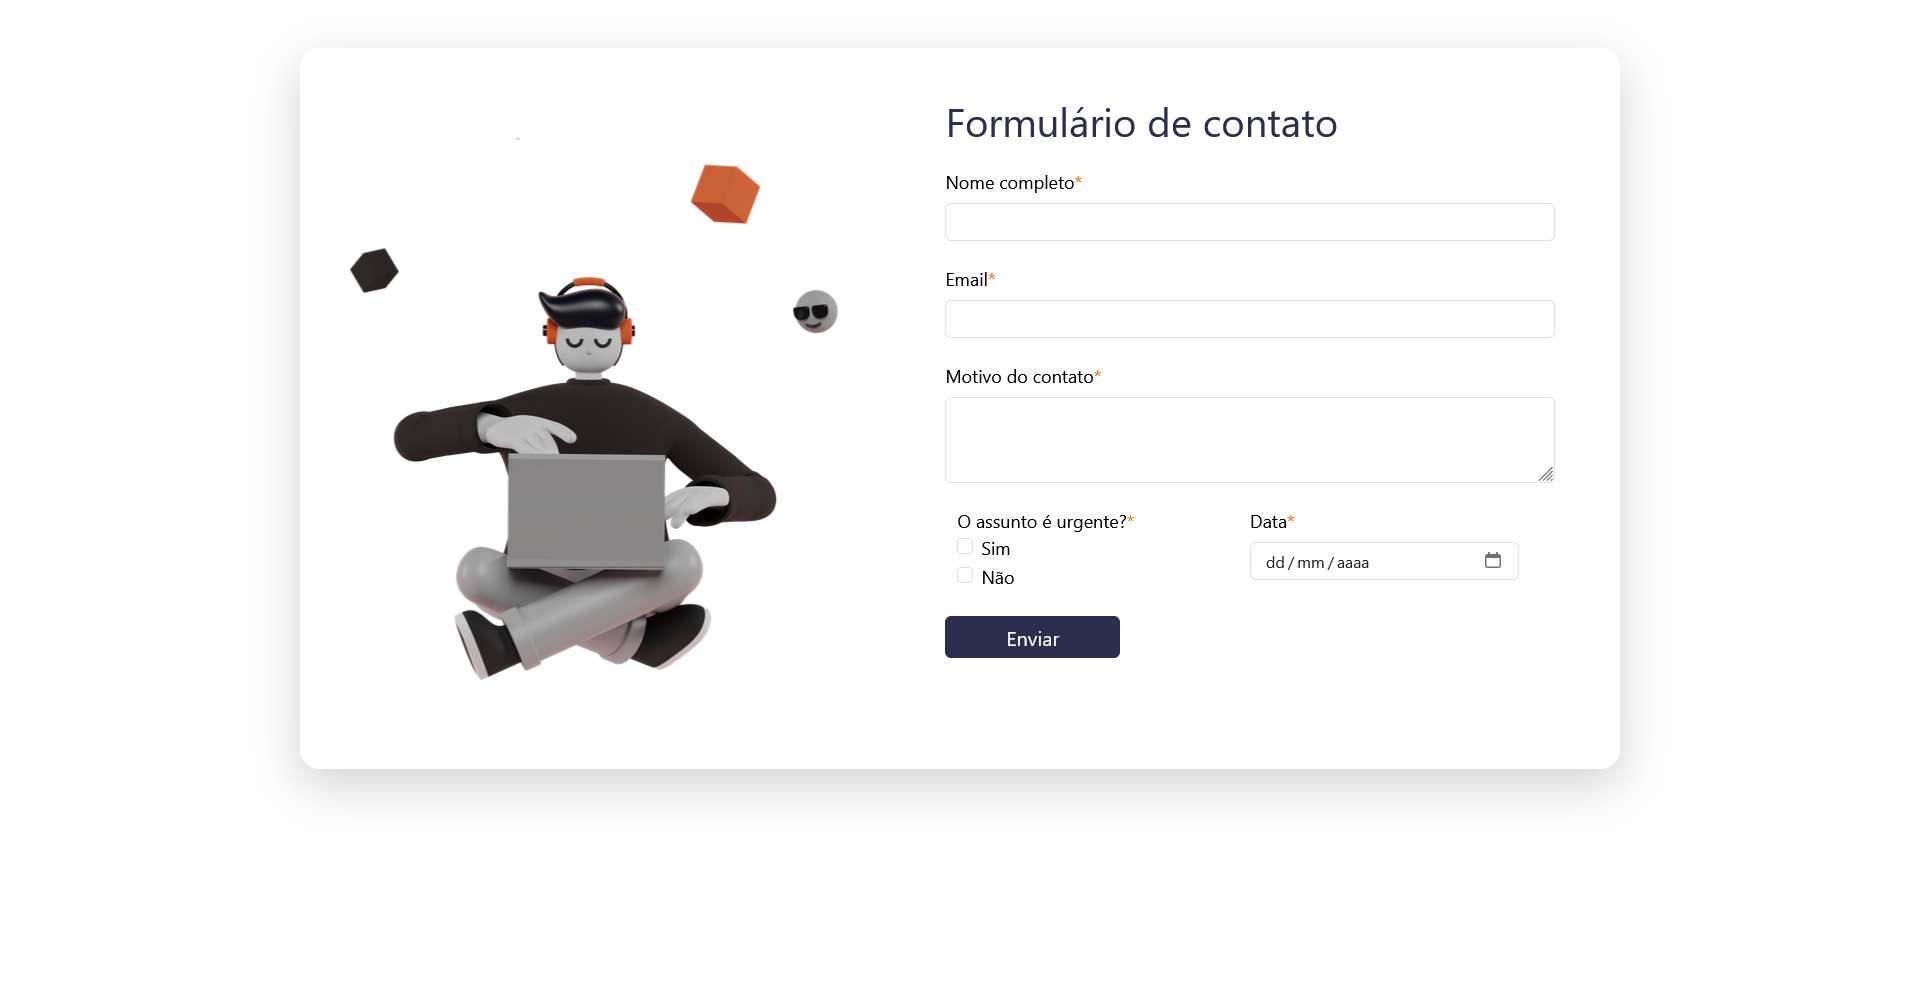 Formulário de contato
Nome completo*
Email*
Motivo do contato*
O assunto é urgente?*
Data*
Sim
dd/mm/aaaa
Não
Enviar